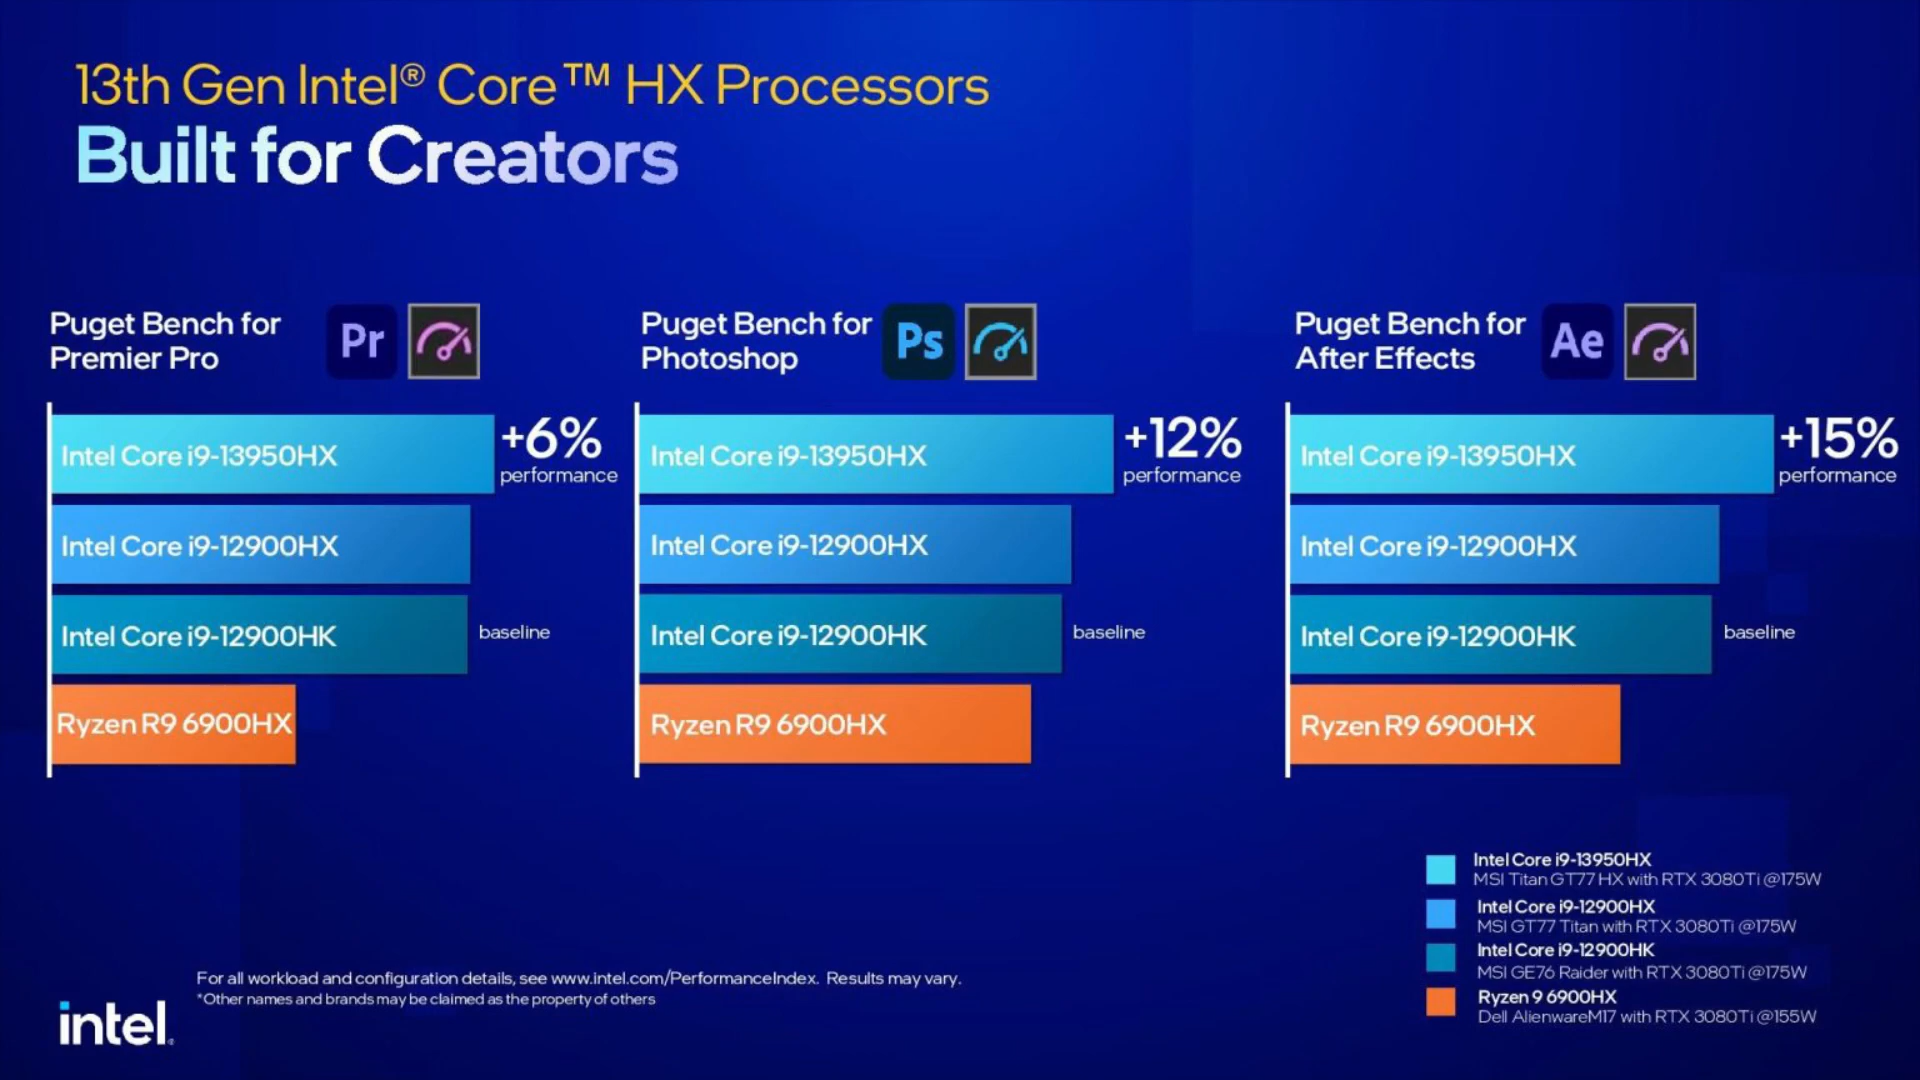 13th Gen Intel® Core™ HX Processors
Built for Creators
Puget Bench for
Premier Pro
Pr
Intel Core i9-13950HX
+6%
performance
Intel Core i9-12900HX
Intel Core i9-12900HK
baseline
Ryzen R9 6900HX
Puget Bench for
Photoshop
Ps
Intel Core i9-13950HX
+12%
performance
Intel Core i9-12900HX
Intel Core i9-12900HK
baseline
Ryzen R9 6900HX
Puget Bench for
After Effects
Ae
Intel Core i9-13950HX
+15%
performance
Intel Core i9-12900HX
Intel Core i9-12900HK
baseline
Ryzen R9 6900HX
Intel Core i9-13950HX
MSI Titan GT77 HX with RTX 3080Ti @175W
Intel Core i9-12900HX
MSI GT77 Titan with RTX 3080Ti @175W
Intel Core i9-12900HK
MSI GE76 Raider with RTX 3080Ti @175W
Ryzen 9 6900HX
Dell AlienwareM17 with RTX 3080Ti @155W
For all workload and configuration details, see www.intel.com/PerformanceIndex. Results may vary.
*Other names and brands may be claimed as the property of others
intel.